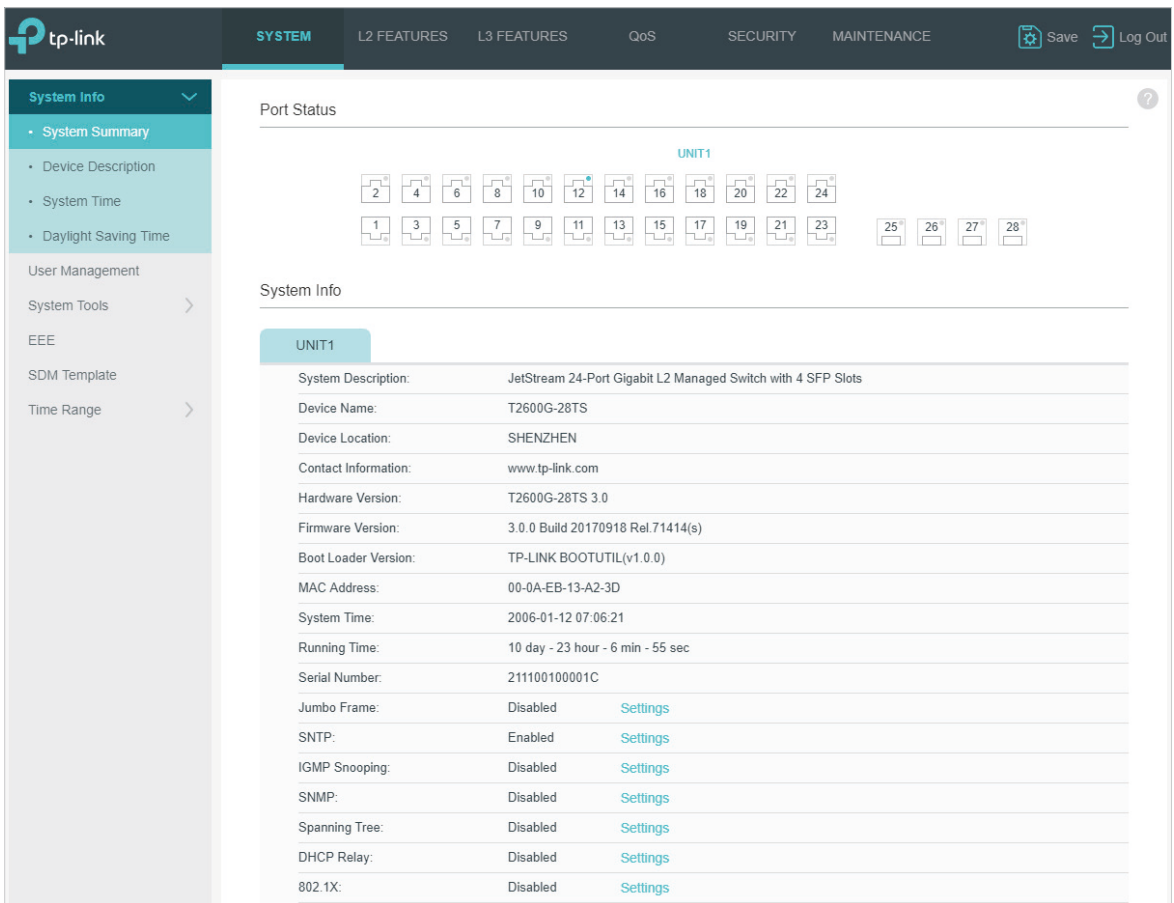 tp-link
SYSTEM L2 FEATURES L3 FEATURES QoS SECURITY MAINTENANCE Save Log Out
System Info
• System Summary
• Device Description
• System Time
• Daylight Saving Time
User Management
System Tools
EEE
SDM Template
Time Range
Port Status
?
UNIT1
2 4 6 8 10 12 14 16 18 20 22 24
1 3 5 7 9 11 13 15 17 19 21 23 25 26 27 28
System Info
UNIT1
System Description: JetStream 24-Port Gigabit L2 Managed Switch with 4 SFP Slots
Device Name: T2600G-28TS
Device Location: SHENZHEN
Contact Information: www.tp-link.com
Hardware Version: T2600G-28TS 3.0
Firmware Version: 3.0.0 Build 20170918 Rel.71414(s)
Boot Loader Version: TP-LINK BOOTUTIL(v1.0.0)
MAC Address: 00-0A-EB-13-A2-3D
System Time: 2006-01-12 07:06:21
Running Time: 10 day - 23 hour - 6 min - 55 sec
Serial Number: 211100100001C
Jumbo Frame: Disabled Settings
SNTP: Enabled Settings
IGMP Snooping: Disabled Settings
SNMP: Disabled Settings
Spanning Tree: Disabled Settings
DHCP Relay: Disabled Settings
802.1X: Disabled Settings